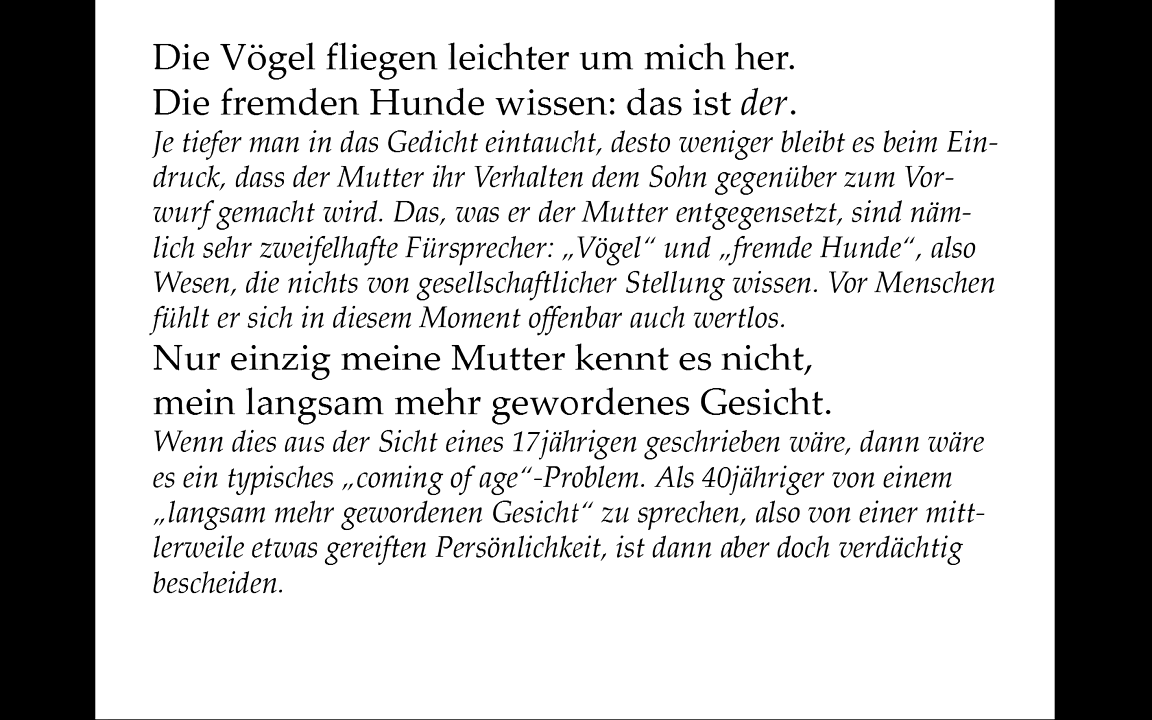 Die Vögel fliegen leichter um mich her.
Die fremden Hunde wissen: das ist der.
Je tiefer man in das Gedicht eintaucht, desto weniger bleibt es beim Ein-
druck, dass der Mutter ihr Verhalten dem Sohn gegenüber zum Vor-
wurf gemacht wird. Das, was er der Mutter entgegensetzt, sind näm-
lich sehr zweifelhafte Fürsprecher: „Vögel“ und „fremde Hunde“, also
Wesen, die nichts von gesellschaftlicher Stellung wissen. Vor Menschen
fühlt er sich in diesem Moment offenbar auch wertlos.
Nur einzig meine Mutter kennt es nicht,
mein langsam mehr gewordenes Gesicht.
Wenn dies aus der Sicht eines 17jährigen geschrieben wäre, dann wäre
es ein typisches „coming of age“-Problem. Als 40jähriger von einem
„langsam mehr gewordenen Gesicht“ zu sprechen, also von einer mitt-
lerweile etwas gereiften Persönlichkeit, ist dann aber doch verdächtig
bescheiden.